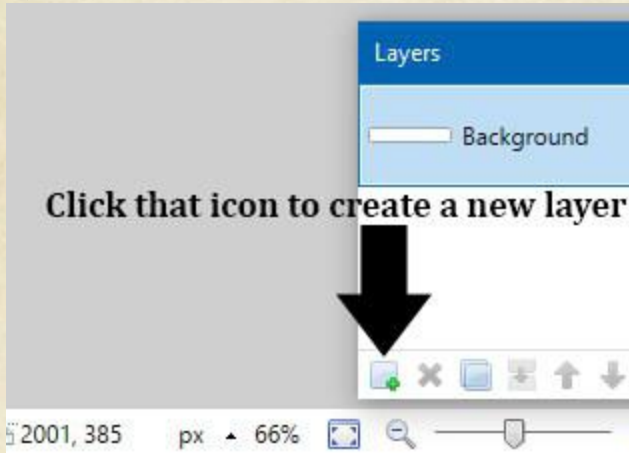 Layers
Background
Click that icon to create a new layer
2001, 385 px 66%